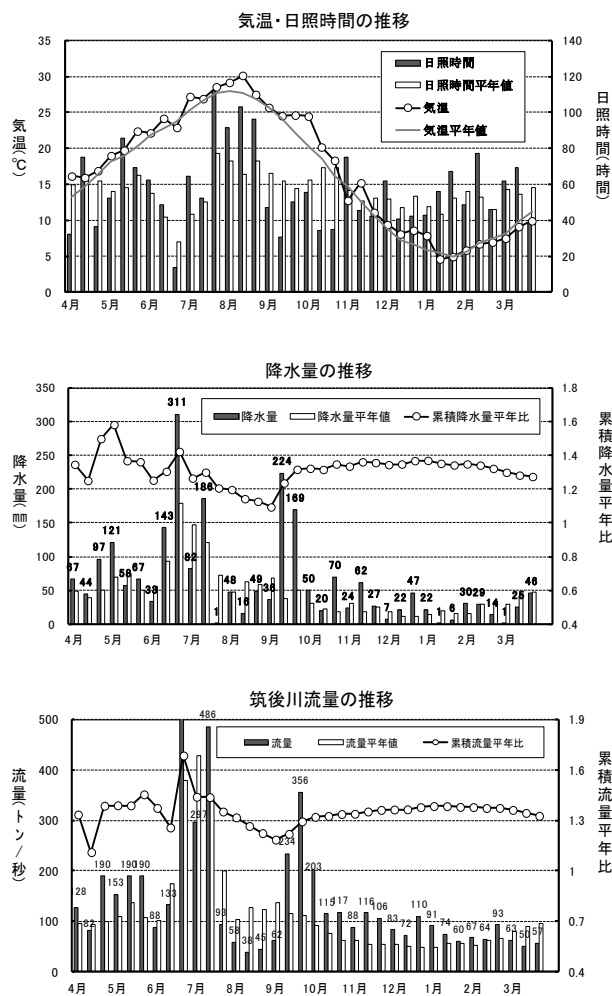 気温・日照時間の推移
気温(℃)
日照時間(時間)
35
30
25
20
15
10
5
0
140
120
100
80
60
40
20
0
日照時間
日照時間平年値
気温
気温平年値
4月 5月 6月 7月 8月 9月 10月 11月 12月 1月 2月 3月
降水量の推移
降水量(㎜)
累積降水量平年比
350
300
250
200
150
100
50
0
1.8
1.6
1.4
1.2
1
0.8
0.6
0.4
降水量 降水量平年値 累積降水量平年比
67 44 97 121 58 67 33 143 311 82 186 1 48 16 49 36 224 169 50 20 70 24 62 27 7 22 47 22 1 6 30 29 14 1 25 46
4月 5月 6月 7月 8月 9月 10月 11月 12月 1月 2月 3月
筑後川流量の推移
流量(トン/秒)
累積流量平年比
500
400
300
200
100
0
1.9
1.6
1.3
1
0.7
0.4
流量 流量平年値 累積流量平年比
28 82 190 153 190 190 88 133 297 486 93 58 38 45 62 234 356 203 115 117 88 116 106 83 72 110 91 74 60 67 64 93 63 50 57
4月 5月 6月 7月 8月 9月 10月 11月 12月 1月 2月 3月